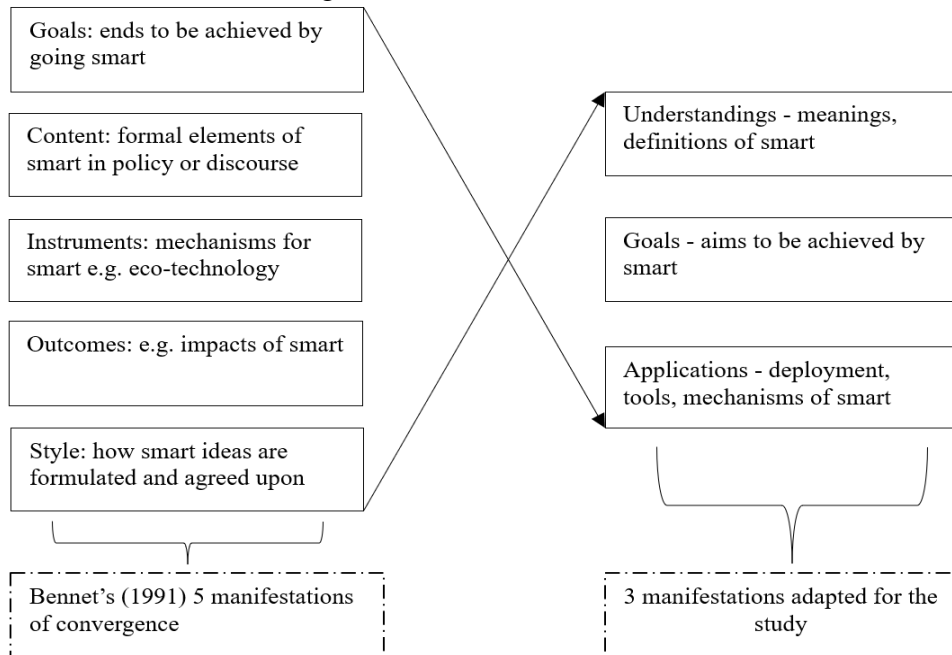 Goals: ends to be achieved by
going smart
Content: formal elements of
smart in policy or discourse
Instruments: mechanisms for
smart e.g. eco-technology
Outcomes: e.g. impacts of smart
Style: how smart ideas are
formulated and agreed upon
Bennet’s (1991) 5 manifestations
of convergence
Understandings - meanings,
definitions of smart
Goals - aims to be achieved by
smart
Applications - deployment,
tools, mechanisms of smart
3 manifestations adapted for the
study